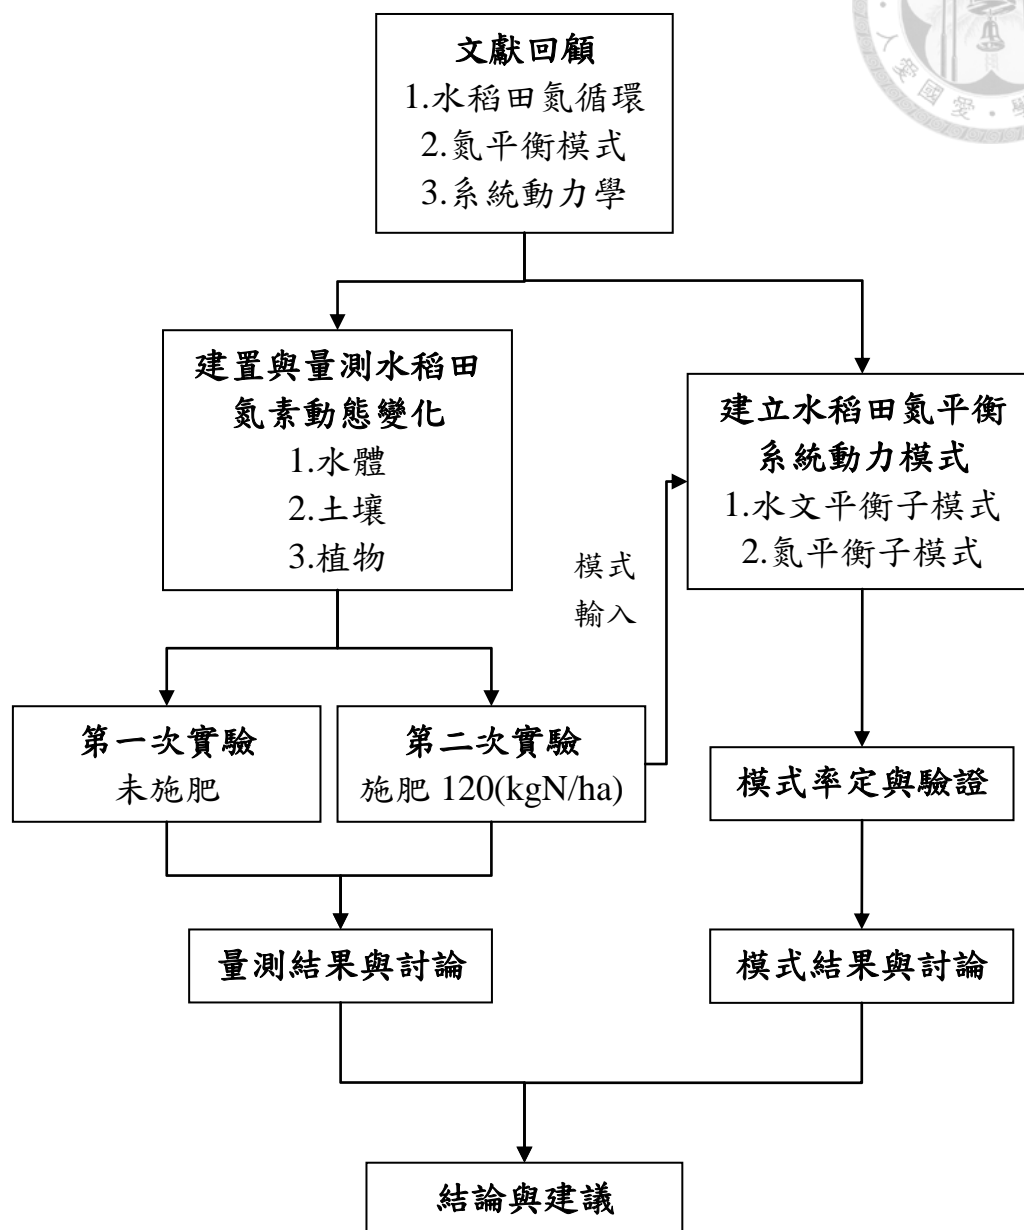 文獻回顧
1.水稻田氮循環
2.氮平衡模式
3.系統動力學
建置與量測水稻田
氮素動態變化
1.水體
2.土壤
3.植物
建立水稻田氮平衡
系統動力模式
1.水文平衡子模式
2.氮平衡子模式
模式
輸入
第一次實驗
未施肥
第二次實驗
施肥 120(kgN/ha)
模式率定與驗證
量測結果與討論
模式結果與討論
結論與建議
人愛國愛·學